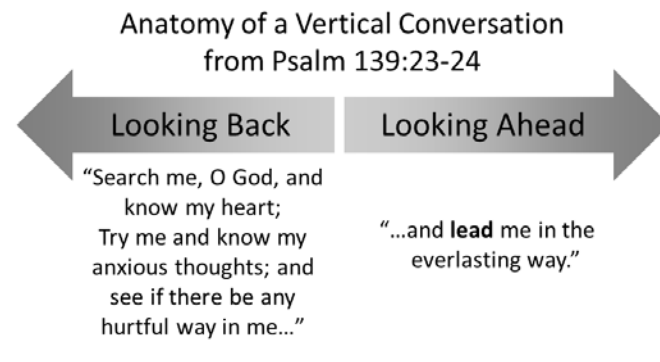 Anatomy of a Vertical Conversation
from Psalm 139:23-24
Looking Back
Looking Ahead
“Search me, O God, and
know my heart;
Try me and know my
anxious thoughts; and
see if there be any
hurtful way in me…”
“…and lead me in the
everlasting way.”